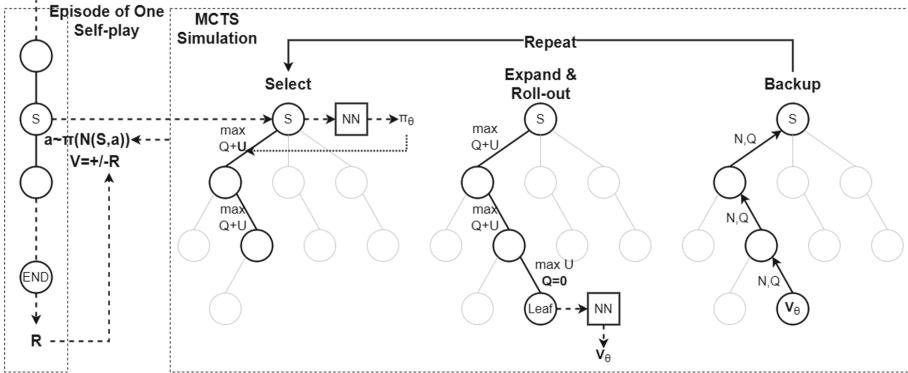 Episode of One
Self-play
MCTS
Simulation
Repeat
Select
Expand &
Roll-out
Backup
S
S
NN
πθ
S
S
a~π(N(S,a))
V=+/-R
max
Q+U
max
Q+U
N,Q
max
Q+U
max
Q+U
N,Q
END
max U
Q=0
N,Q
Leaf
NN
Vθ
R
Vθ